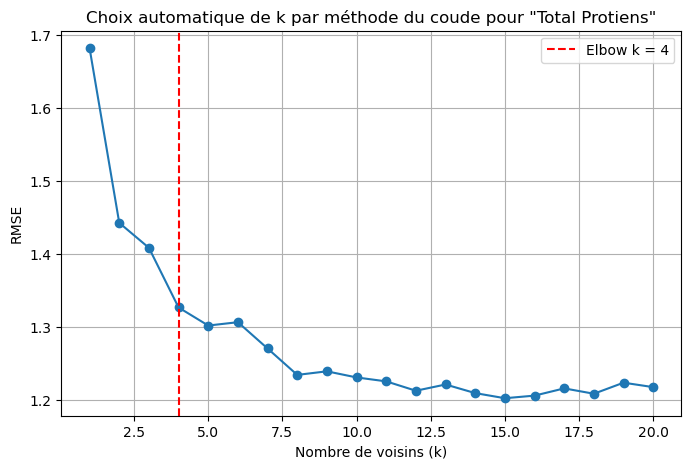 Choix automatique de k par méthode du coude pour "Total Protiens"
1.7
1.6
1.5
1.4
1.3
1.2
RMSE
Elbow k = 4
2.5 5.0 7.5 10.0 12.5 15.0 17.5 20.0
Nombre de voisins (k)